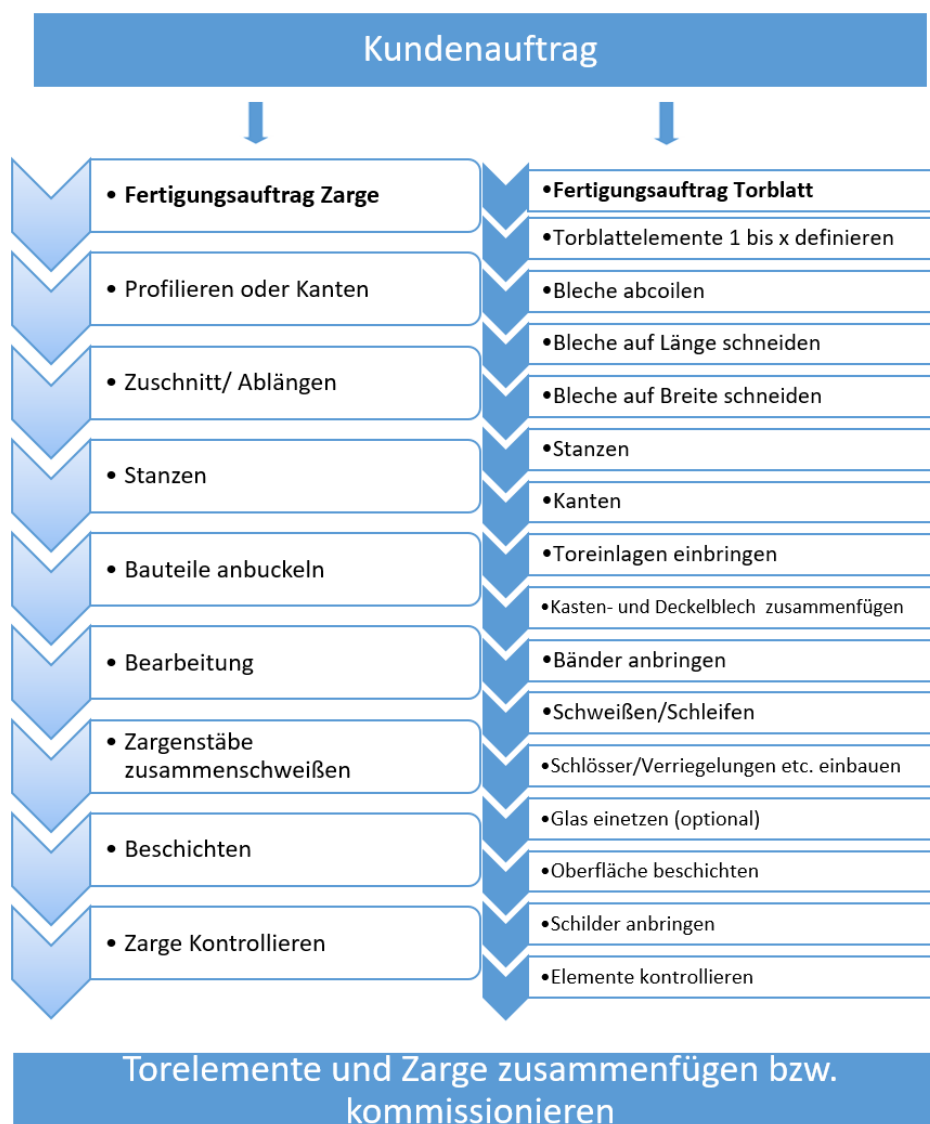 Kundenauftrag
• Fertigungsauftrag Zarge
• Profilieren oder Kanten
• Zuschnitt/ Ablängen
• Stanzen
• Bauteile anbuckeln
• Bearbeitung
• Zargenstäbe
zusammenschweißen
• Beschichten
• Zarge Kontrollieren
•Fertigungsauftrag Torblatt
•Torblattelemente 1 bis x definieren
•Bleche abcoilen
•Bleche auf Länge schneiden
•Bleche auf Breite schneiden
•Stanzen
•Kanten
•Toreinlagen einbringen
•Kasten- und Deckelblech zusammenfügen
•Bänder anbringen
•Schweißen/Schleifen
•Schlösser/Verriegelungen etc. einbauen
•Glas einetzen (optional)
•Oberfläche beschichten
•Schilder anbringen
•Elemente kontrollieren
Torelemente und Zarge zusammenfügen bzw.
kommissionieren